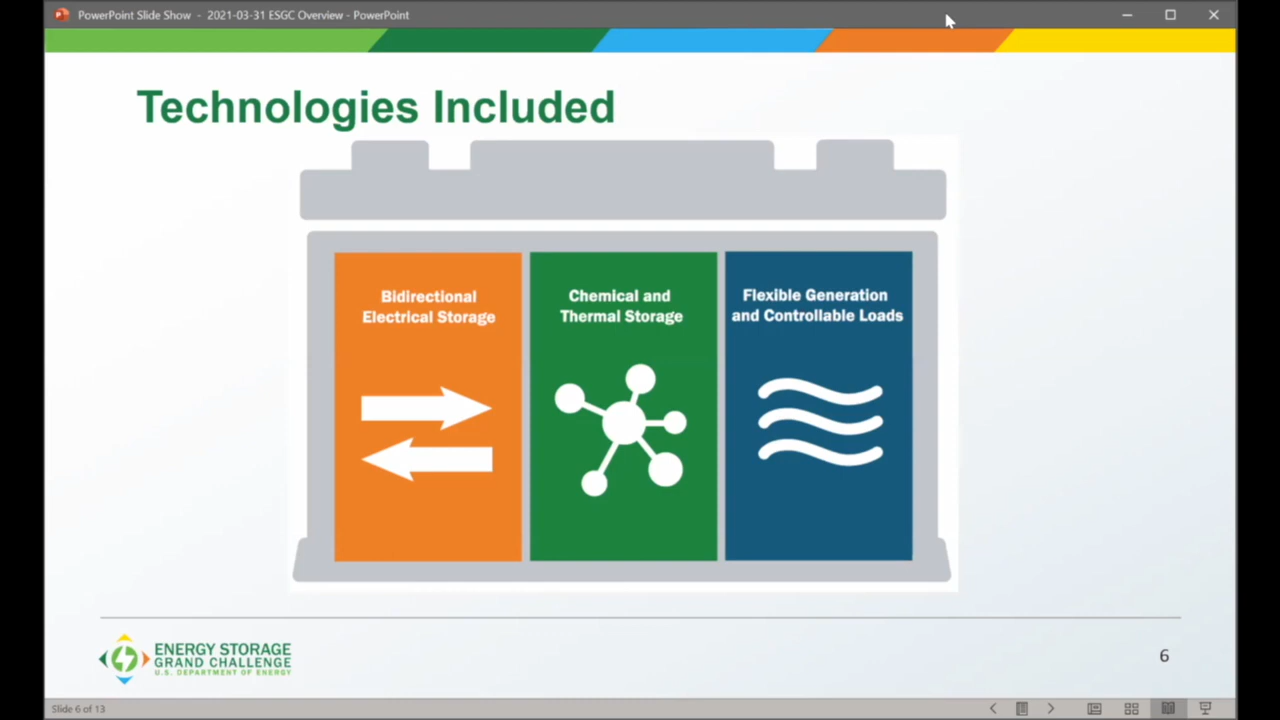 PowerPoint Slide Show - 2021-03-31 ESGC Overview - PowerPoint
Technologies Included
Bidirectional
Electrical Storage
Chemical and
Thermal Storage
Flexible Generation
and Controllable Loads
ENERGY STORAGE
GRAND CHALLENGE
U.S. DEPARTMENT OF ENERGY
6
Slide 6 of 13